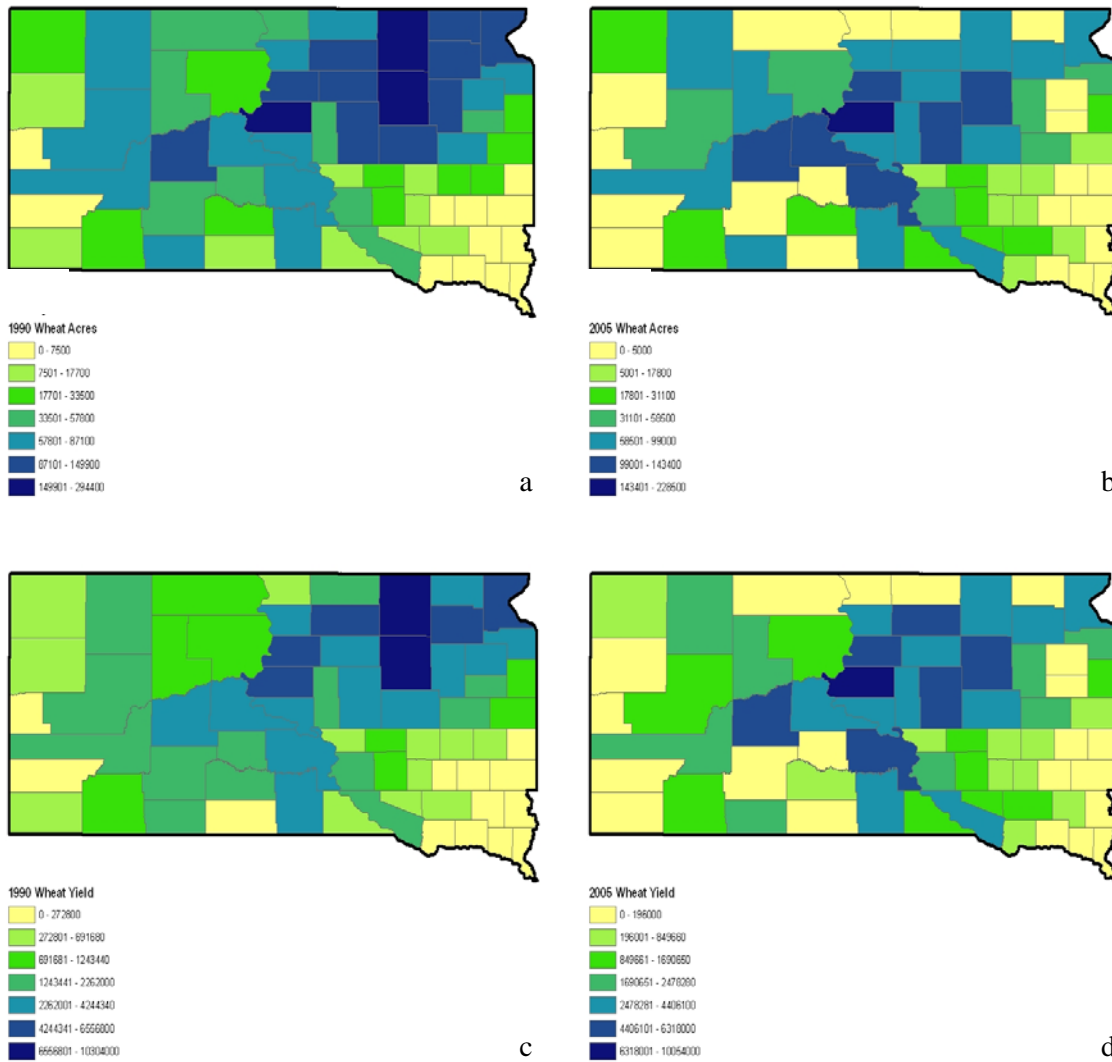 1990 Wheat Acres
0 - 7500
7501 - 17700
17701 - 33500
33501 - 57800
57801 - 87100
87101 - 149900
149901 - 294400
a
2005 Wheat Acres
0 - 5000
5001 - 17800
17801 - 31100
31101 - 58500
58501 - 99000
99001 - 143400
143401 - 228500
b
1990 Wheat Yield
0 - 272800
272801 - 691680
691681 - 1243440
1243441 - 2262000
2262001 - 4244340
4244341 - 6556800
6556801 - 10304000
c
2005 Wheat Yield
0 - 196000
196001 - 849660
849661 - 1690650
1690651 - 2478280
2478281 - 4406100
4406101 - 6318000
6318001 - 10054000
d